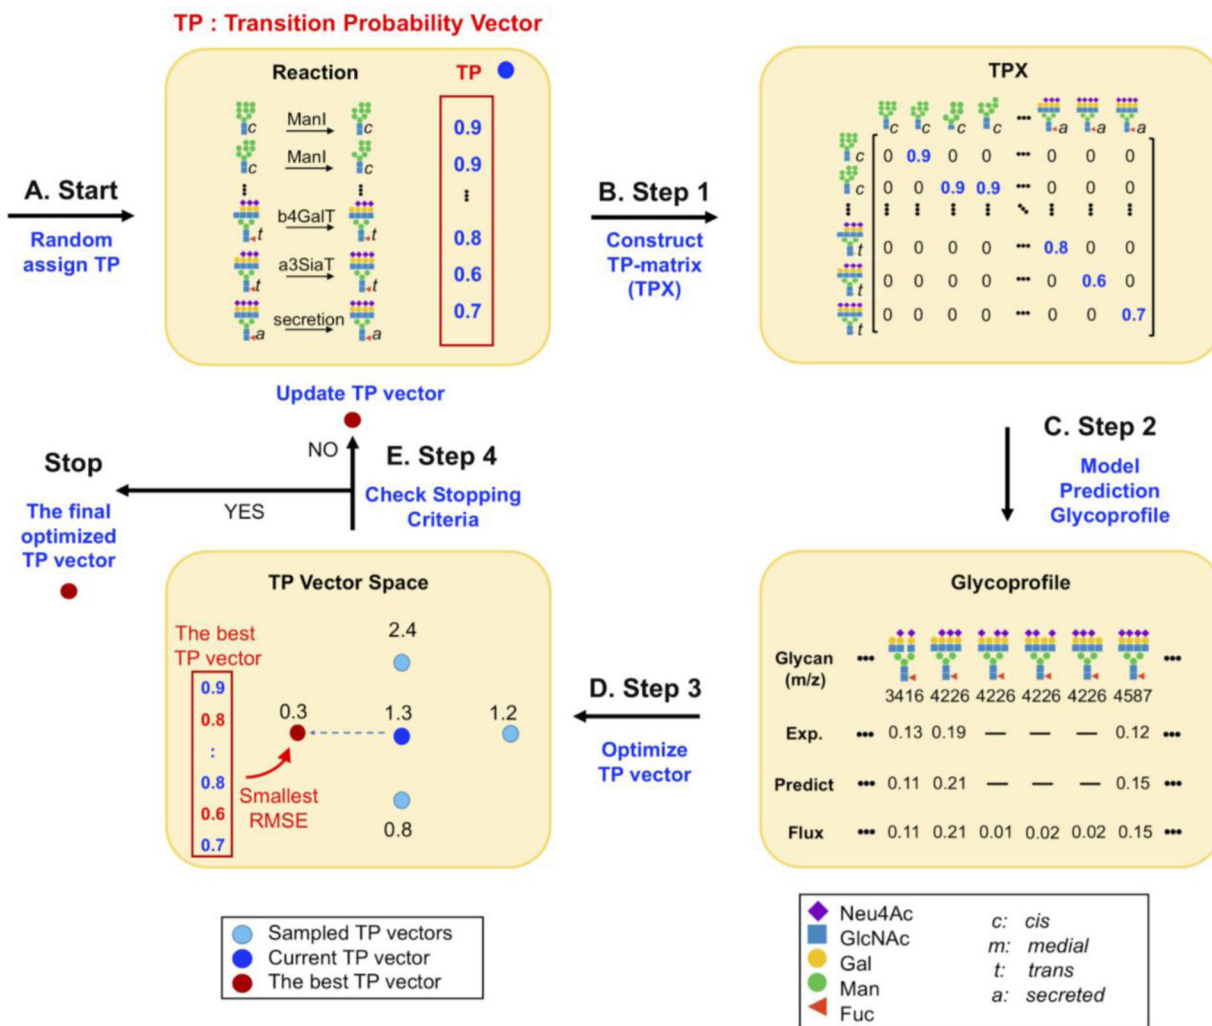 TP : Transition Probability Vector
Reaction TP
c ManI c 0.9
c ManI c 0.9
t b4GalT t 0.8
t a3SiaT t 0.6
a secretion a 0.7
A. Start
Random
assign TP
B. Step 1
Construct
TP-matrix
(TPX)
TPX
c c c c ••• a a a
c 0 0.9 0 0 ••• 0 0 0
c 0 0 0.9 0.9 ••• 0 0 0
t 0 0 0 0 ••• 0.8 0 0
t 0 0 0 0 ••• 0 0.6 0
t 0 0 0 0 ••• 0 0 0.7
Update TP vector
NO
E. Step 4
Check Stopping
Criteria
Stop
YES
The final
optimized
TP vector
C. Step 2
Model
Prediction
Glycoprofile
TP Vector Space
The best
TP vector
0.9
0.8
:
0.8
0.6
0.7
2.4
0.3 1.3 1.2
Smallest
RMSE
0.8
D. Step 3
Optimize
TP vector
Glycoprofile
Glycan
(m/z)
••• •••
3416 4226 4226 4226 4226 4587
Exp. ••• 0.13 0.19 — — — 0.12 •••
Predict ••• 0.11 0.21 — — — 0.15 •••
Flux ••• 0.11 0.21 0.01 0.02 0.02 0.15 •••
Sampled TP vectors
Current TP vector
The best TP vector
Neu4Ac
GlcNAc
Gal
Man
Fuc
c: cis
m: medial
t: trans
a: secreted